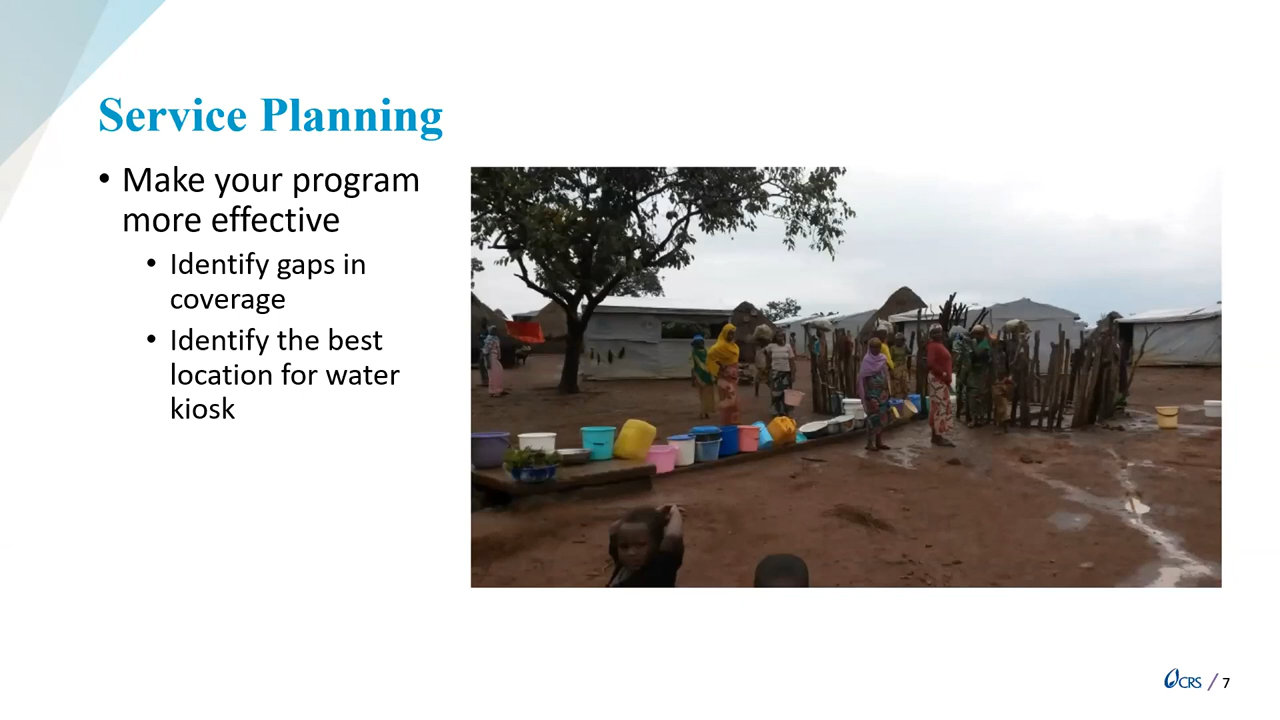 Service Planning
• Make your program
more effective
• Identify gaps in
coverage
• Identify the best
location for water
kiosk
CRS / 7